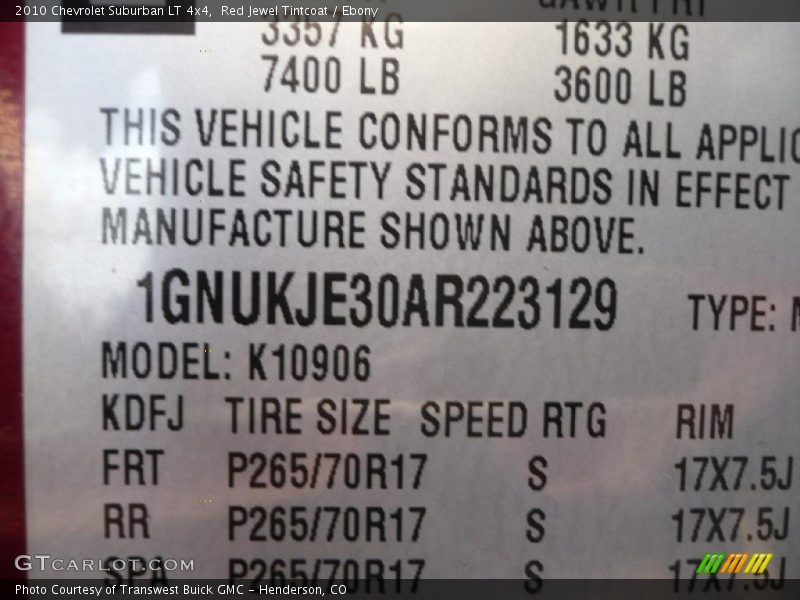 2010 Chevrolet Suburban LT 4x4, Red Jewel Tintcoat / Ebony
3357 KG 1633 KG
7400 LB 3600 LB
THIS VEHICLE CONFORMS TO ALL
VEHICLE SAFETY STANDARDS IN EFFECT
MANUFACTURE SHOWN ABOVE.
1GNUKJE30AR223129 TYPE:
MODEL: K10906
KDFJ TIRE SIZE SPEED RTG RIM
FRT P265/70R17 S 17X7.5J
RR P265/70R17 S 17X7.5J
SPA P265/70R17 S 17X7.5J
GTCARLOT.COM
Photo Courtesy of Transwest Buick GMC - Henderson, CO